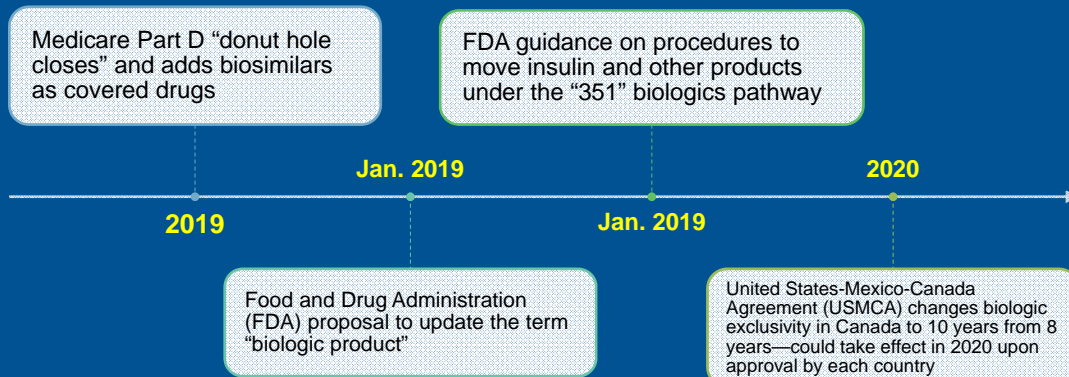 Medicare Part D “donut hole
closes” and adds biosimilars
as covered drugs
FDA guidance on procedures to
move insulin and other products
under the “351” biologics pathway
Jan. 2019
2020
2019
Jan. 2019
Food and Drug Administration
(FDA) proposal to update the term
“biologic product”
United States-Mexico-Canada
Agreement (USMCA) changes biologic
exclusivity in Canada to 10 years from 8
years—could take effect in 2020 upon
approval by each country